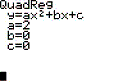 QuadReg
y=ax²+bx+c
a=2
b=0
c=0